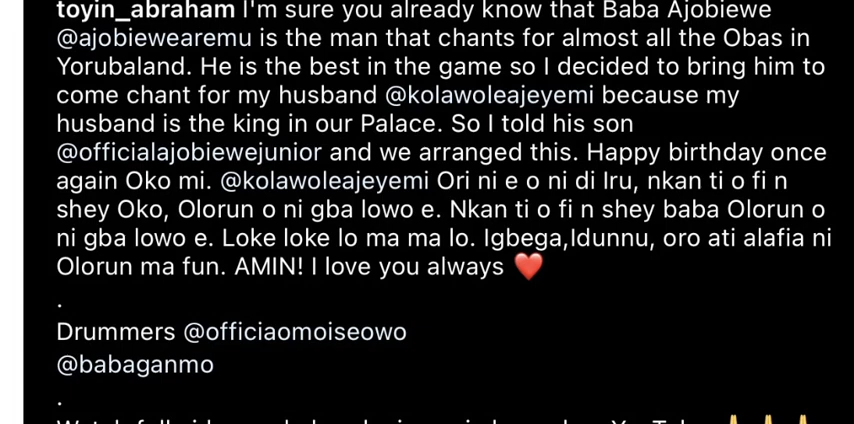 toyin_abraham I'm sure you already know that Baba Ajobiewe
@ajobiewearemu is the man that chants for almost all the Obas in
Yorubaland. He is the best in the game so I decided to bring him to
come chant for my husband @kolawoleajeyemi because my
husband is the king in our Palace. So I told his son
@officialajobiewejunior and we arranged this. Happy birthday once
again Oko mi. @kolawoleajeyemi Ori ni e o ni di Iru, nkan ti o fi n
shey Oko, Olorun o ni gba lowo e. Nkan ti o fi n shey baba Olorun o
ni gba lowo e. Loke loke lo ma ma lo. Igbega,Idunnu, oro ati alafia ni
Olorun ma fun. AMIN! I love you always ❤️
.
Drummers @officiaomoiseowo
@babaganmo
.